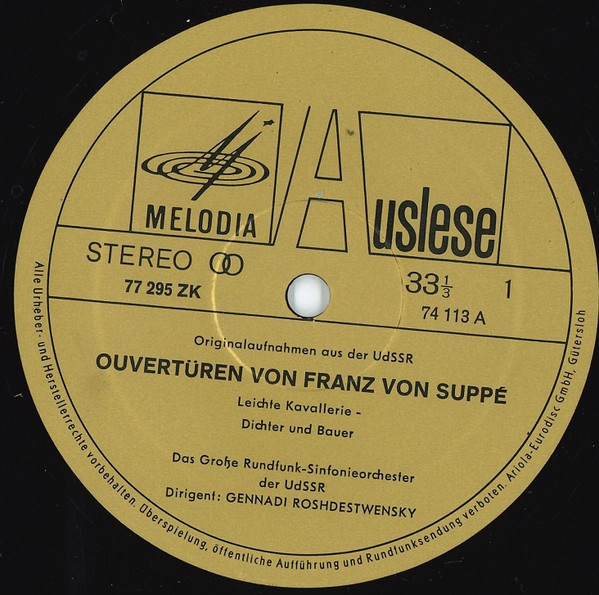 MELODIA
Auslese
STEREO
33 1/3
1
77 295 ZK
74 113 A
Originalaufnahmen aus der UdSSR
OUVERTÜREN VON FRANZ VON SUPPÉ
Leichte Kavallerie -
Dichter und Bauer
Das Große Rundfunk-Sinfonieorchester
der UdSSR
Dirigent: GENNADI ROSHDESTWENSKY
Alle Urheber- und Herstellerrechte vorbehalten. Überspielung, öffentliche Aufführung und Rundfunksendung verboten. Ariola-Eurodisc GmbH, Gütersloh